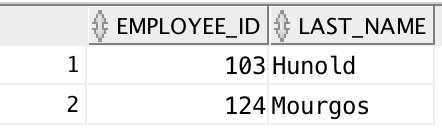 EMPLOYEE_ID LAST_NAME
1 103 Hunold
2 124 Mourgos